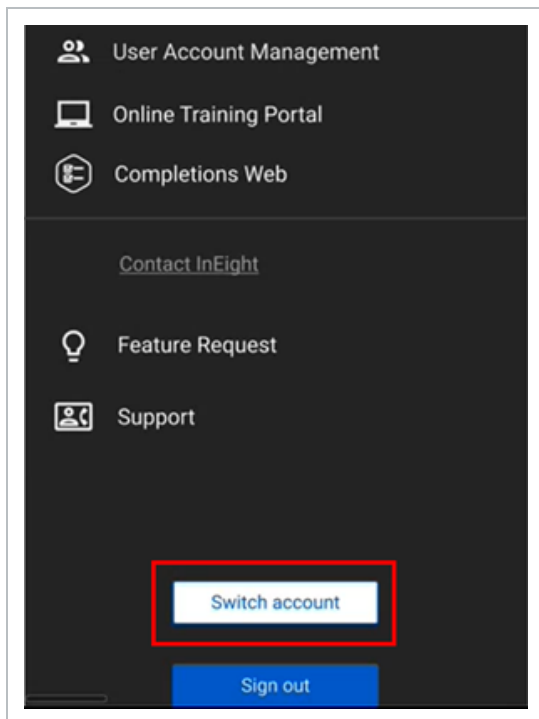 User Account Management
Online Training Portal
Completions Web
Contact InEight
Feature Request
Support
Switch account
Sign out